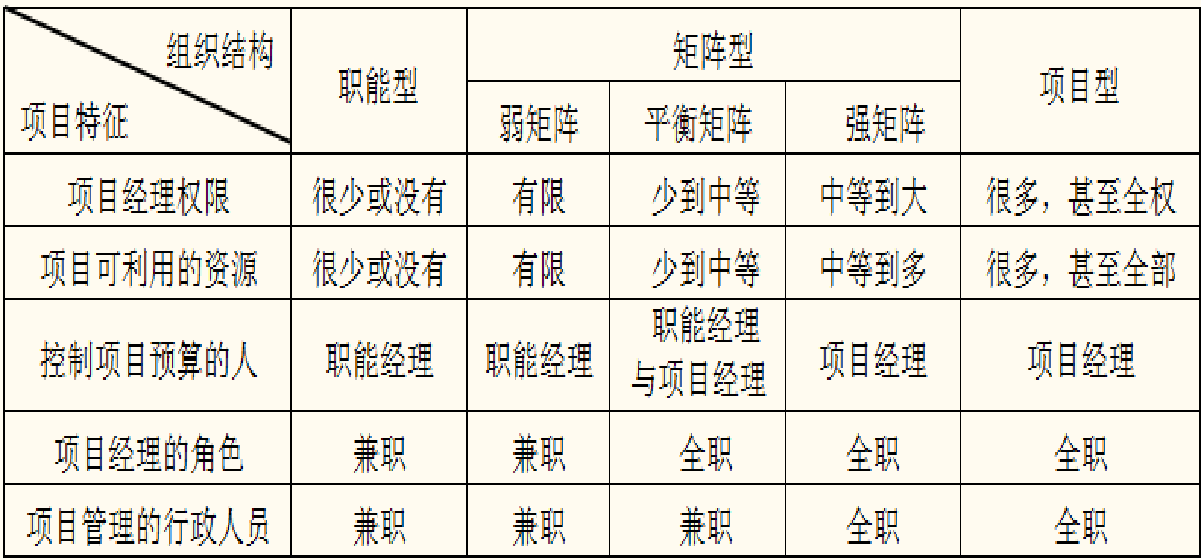 组织结构
项目特征
职能型
矩阵型
项目型
弱矩阵
平衡矩阵
强矩阵
项目经理权限
很少或没有
有限
少到中等
中等到大
很多，甚至全权
项目可利用的资源
很少或没有
有限
少到中等
中等到多
很多，甚至全部
控制项目预算的人
职能经理
职能经理
职能经理
与项目经理
项目经理
项目经理
项目经理的角色
兼职
兼职
全职
全职
全职
项目管理的行政人员
兼职
兼职
兼职
全职
全职